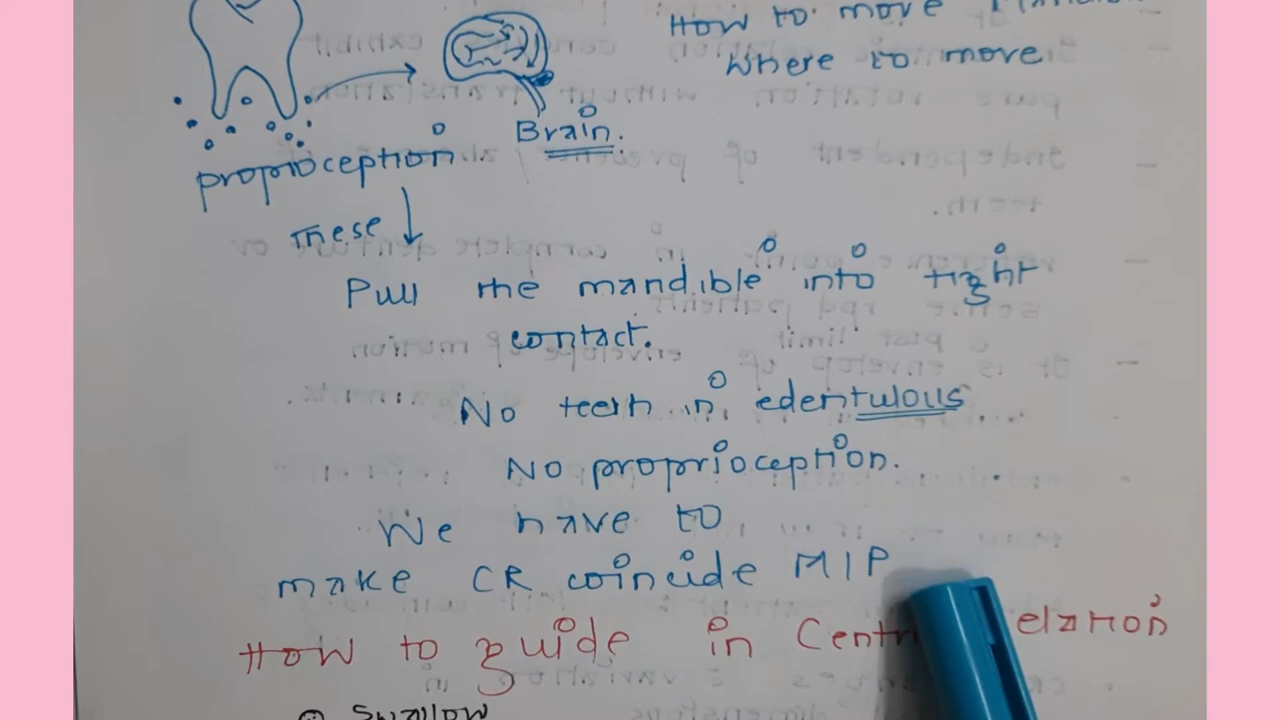 How to move
where to move
Brain.
proprioception
These
Pull the mandible into tight
contact.
No teeth in edentulous
No proprioception.
We have to
make CR coincide MIP
How to guide in Centr elation
Swallow